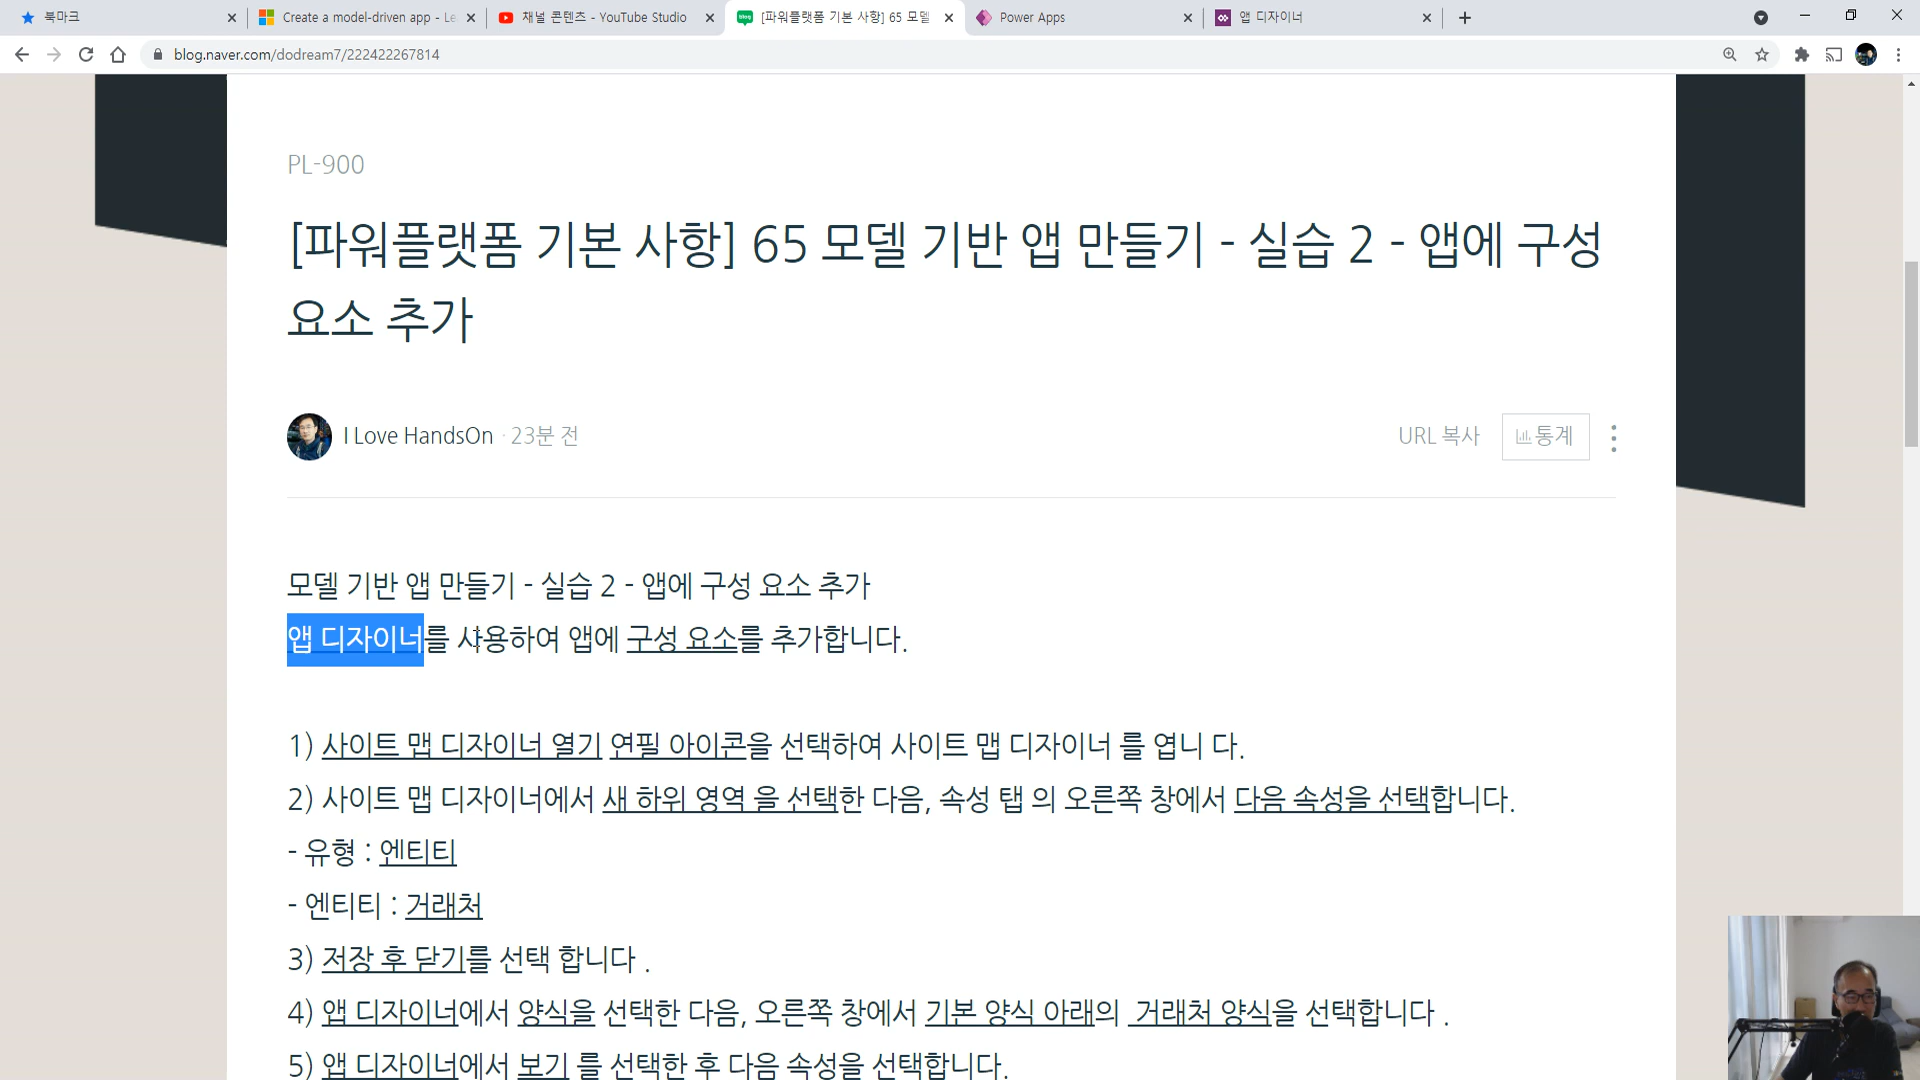 북마크
Create a model-driven app - Le
채널 콘텐츠 - YouTube Studio
blog
[파워플랫폼 기본 사항] 65 모델
Power Apps
앱 디자이너
blog.naver.com/dodream7/222422267814
PL-900
[파워플랫폼 기본 사항] 65 모델 기반 앱 만들기 - 실습 2 - 앱에 구성
요소 추가
I Love HandsOn · 23분 전
URL 복사
통계
모델 기반 앱 만들기 - 실습 2 - 앱에 구성 요소 추가
앱 디자이너를 사용하여 앱에 구성 요소를 추가합니다.
1) 사이트 맵 디자이너 열기 연필 아이콘을 선택하여 사이트 맵 디자이너 를 엽니 다.
2) 사이트 맵 디자이너에서 새 하위 영역 을 선택한 다음, 속성 탭 의 오른쪽 창에서 다음 속성을 선택합니다.
- 유형 : 엔티티
- 엔티티 : 거래처
3) 저장 후 닫기를 선택 합니다 .
4) 앱 디자이너에서 양식을 선택한 다음, 오른쪽 창에서 기본 양식 아래의 거래처 양식을 선택합니다 .
5) 앱 디자이너에서 보기 를 선택한 후 다음 속성을 선택합니다.